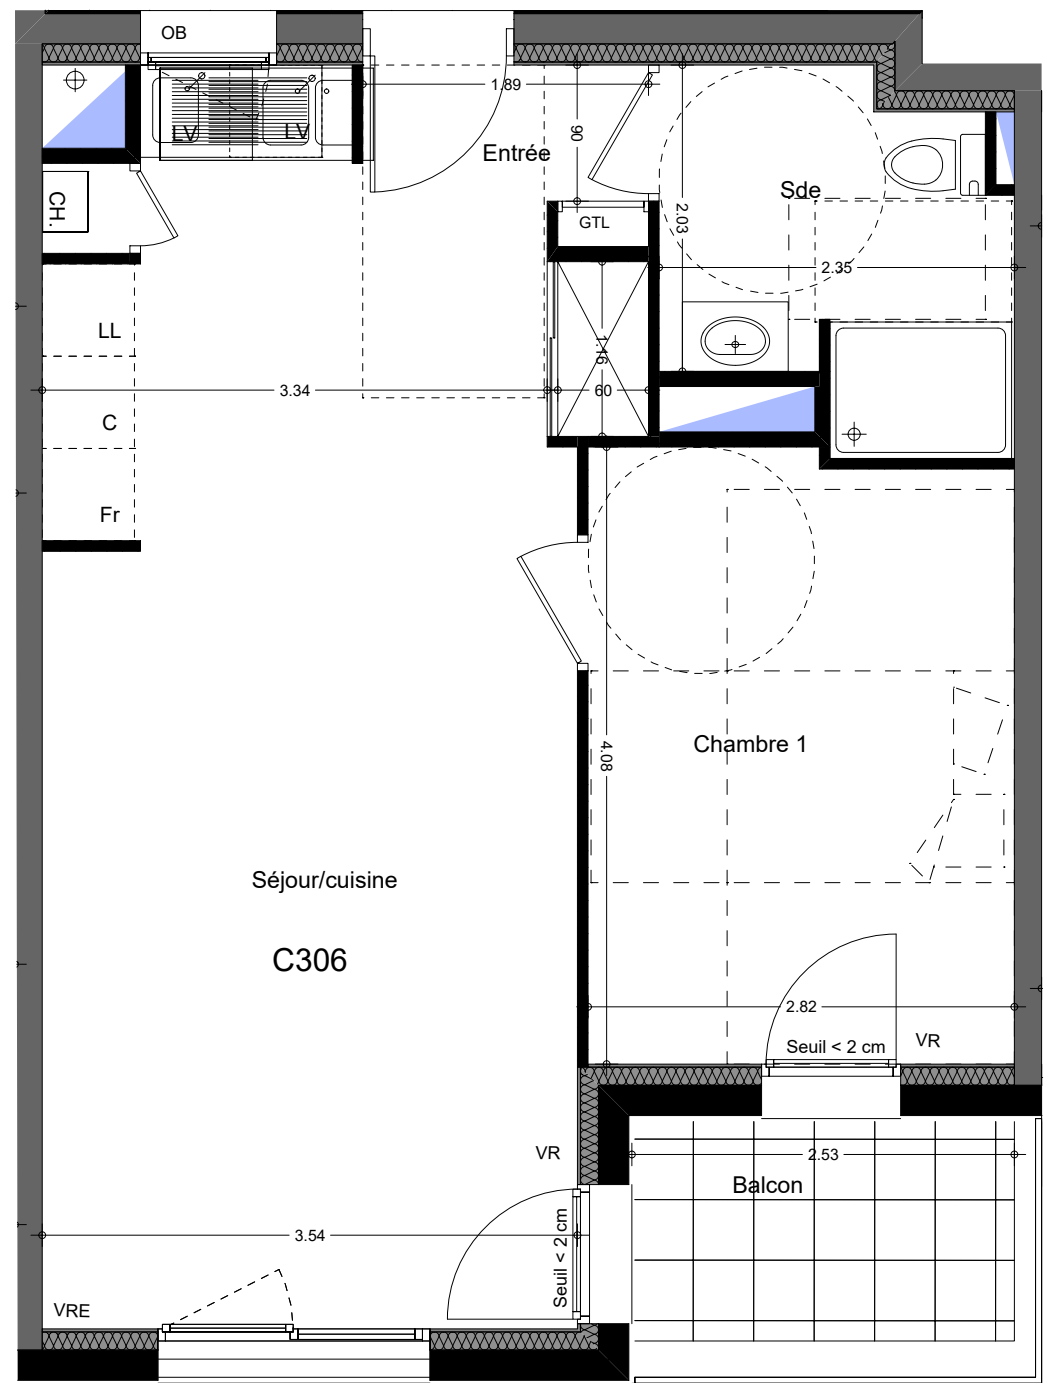 OB
1.89
LV
LV
90
Entrée
Sde
CH.
GTL
2.03
2.35
LL
1.16
3.34
60
C
Fr
4.08
Chambre 1
Séjour/cuisine
C306
2.82
Seuil < 2 cm
VR
VR
2.53
Balcon
3.54
Seuil < 2 cm
VRE